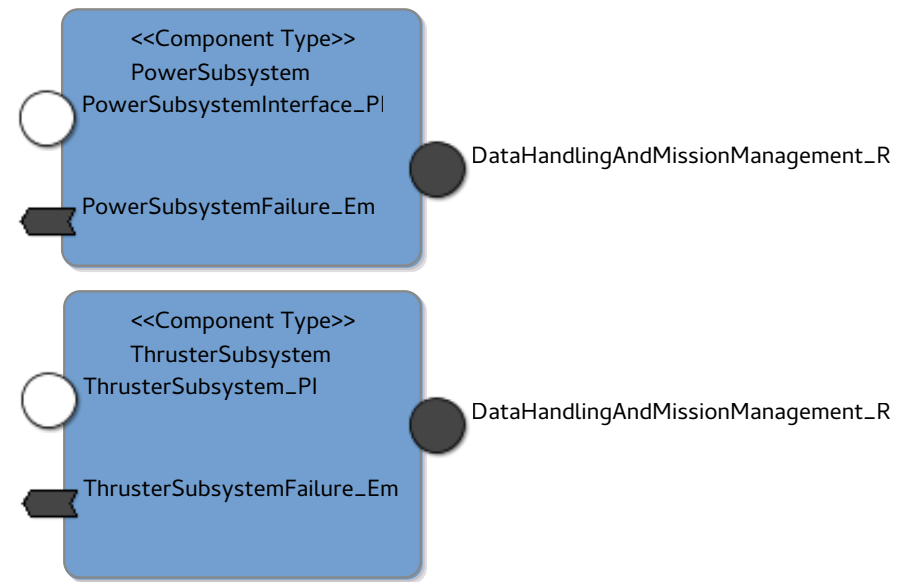 <<Component Type>>
PowerSubsystem
PowerSubsystemInterface_PI
DataHandlingAndMissionManagement_R
PowerSubsystemFailure_Em
<<Component Type>>
ThrusterSubsystem
ThrusterSubsystem_PI
DataHandlingAndMissionManagement_R
ThrusterSubsystemFailure_Em